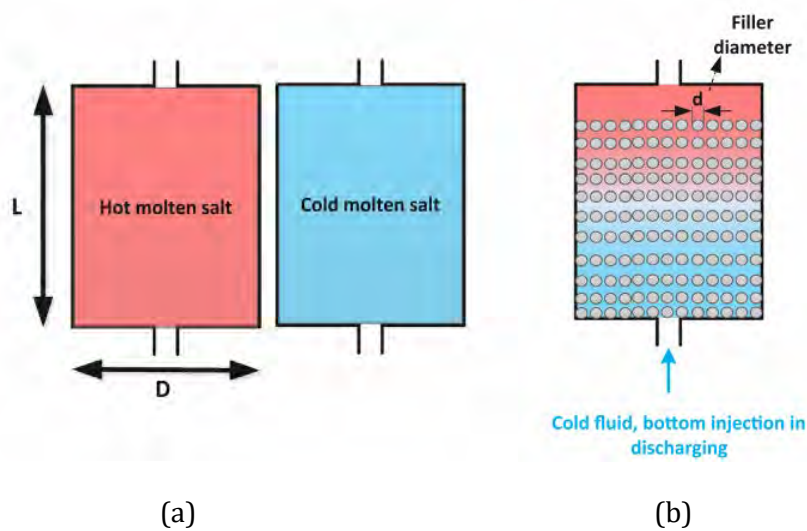 Filler
diameter
d
L
Hot molten salt
Cold molten salt
D
Cold fluid, bottom injection in
discharging
(a)
(b)